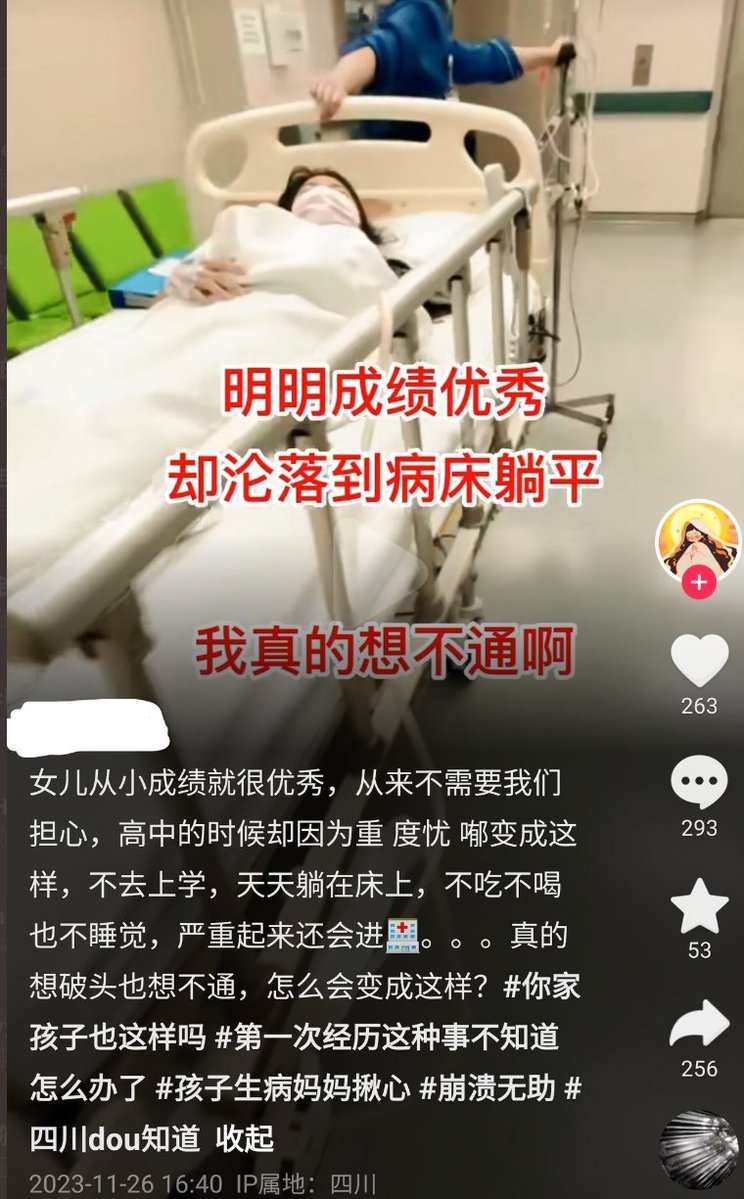 明明成绩优秀
却沦落到病床躺平
我真的想不通啊
263
293
53
256
女儿从小成绩就很优秀，从来不需要我们
担心，高中的时候却因为重 度忧 嘟变成这
样，不去上学，天天躺在床上，不吃不喝
也不睡觉，严重起来还会进🏥。。。真的
想破头也想不通，怎么会变成这样？#你家
孩子也这样吗 #第一次经历这种事不知道
怎么办了 #孩子生病妈妈揪心 #崩溃无助 #
四川dou知道 收起
2023-11-26 16:40 IP属地：四川